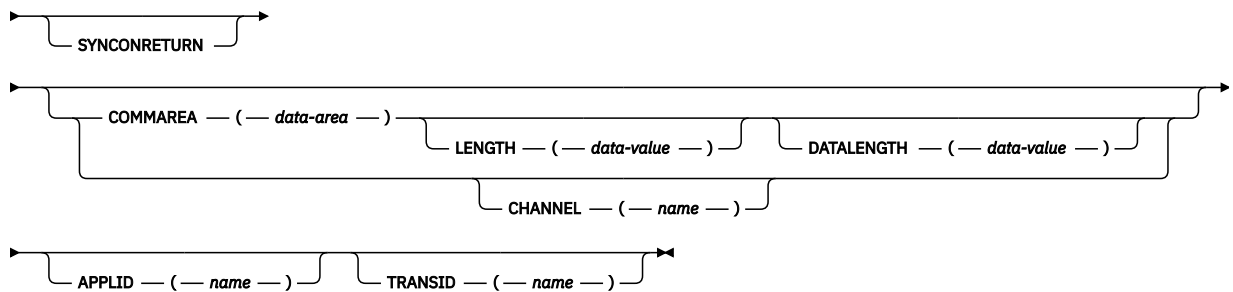 SYNCONRETURN
COMMAREA ( data-area )
LENGTH ( data-value ) DATALENGTH ( data-value )
CHANNEL ( name )
APPLID ( name ) TRANSID ( name )